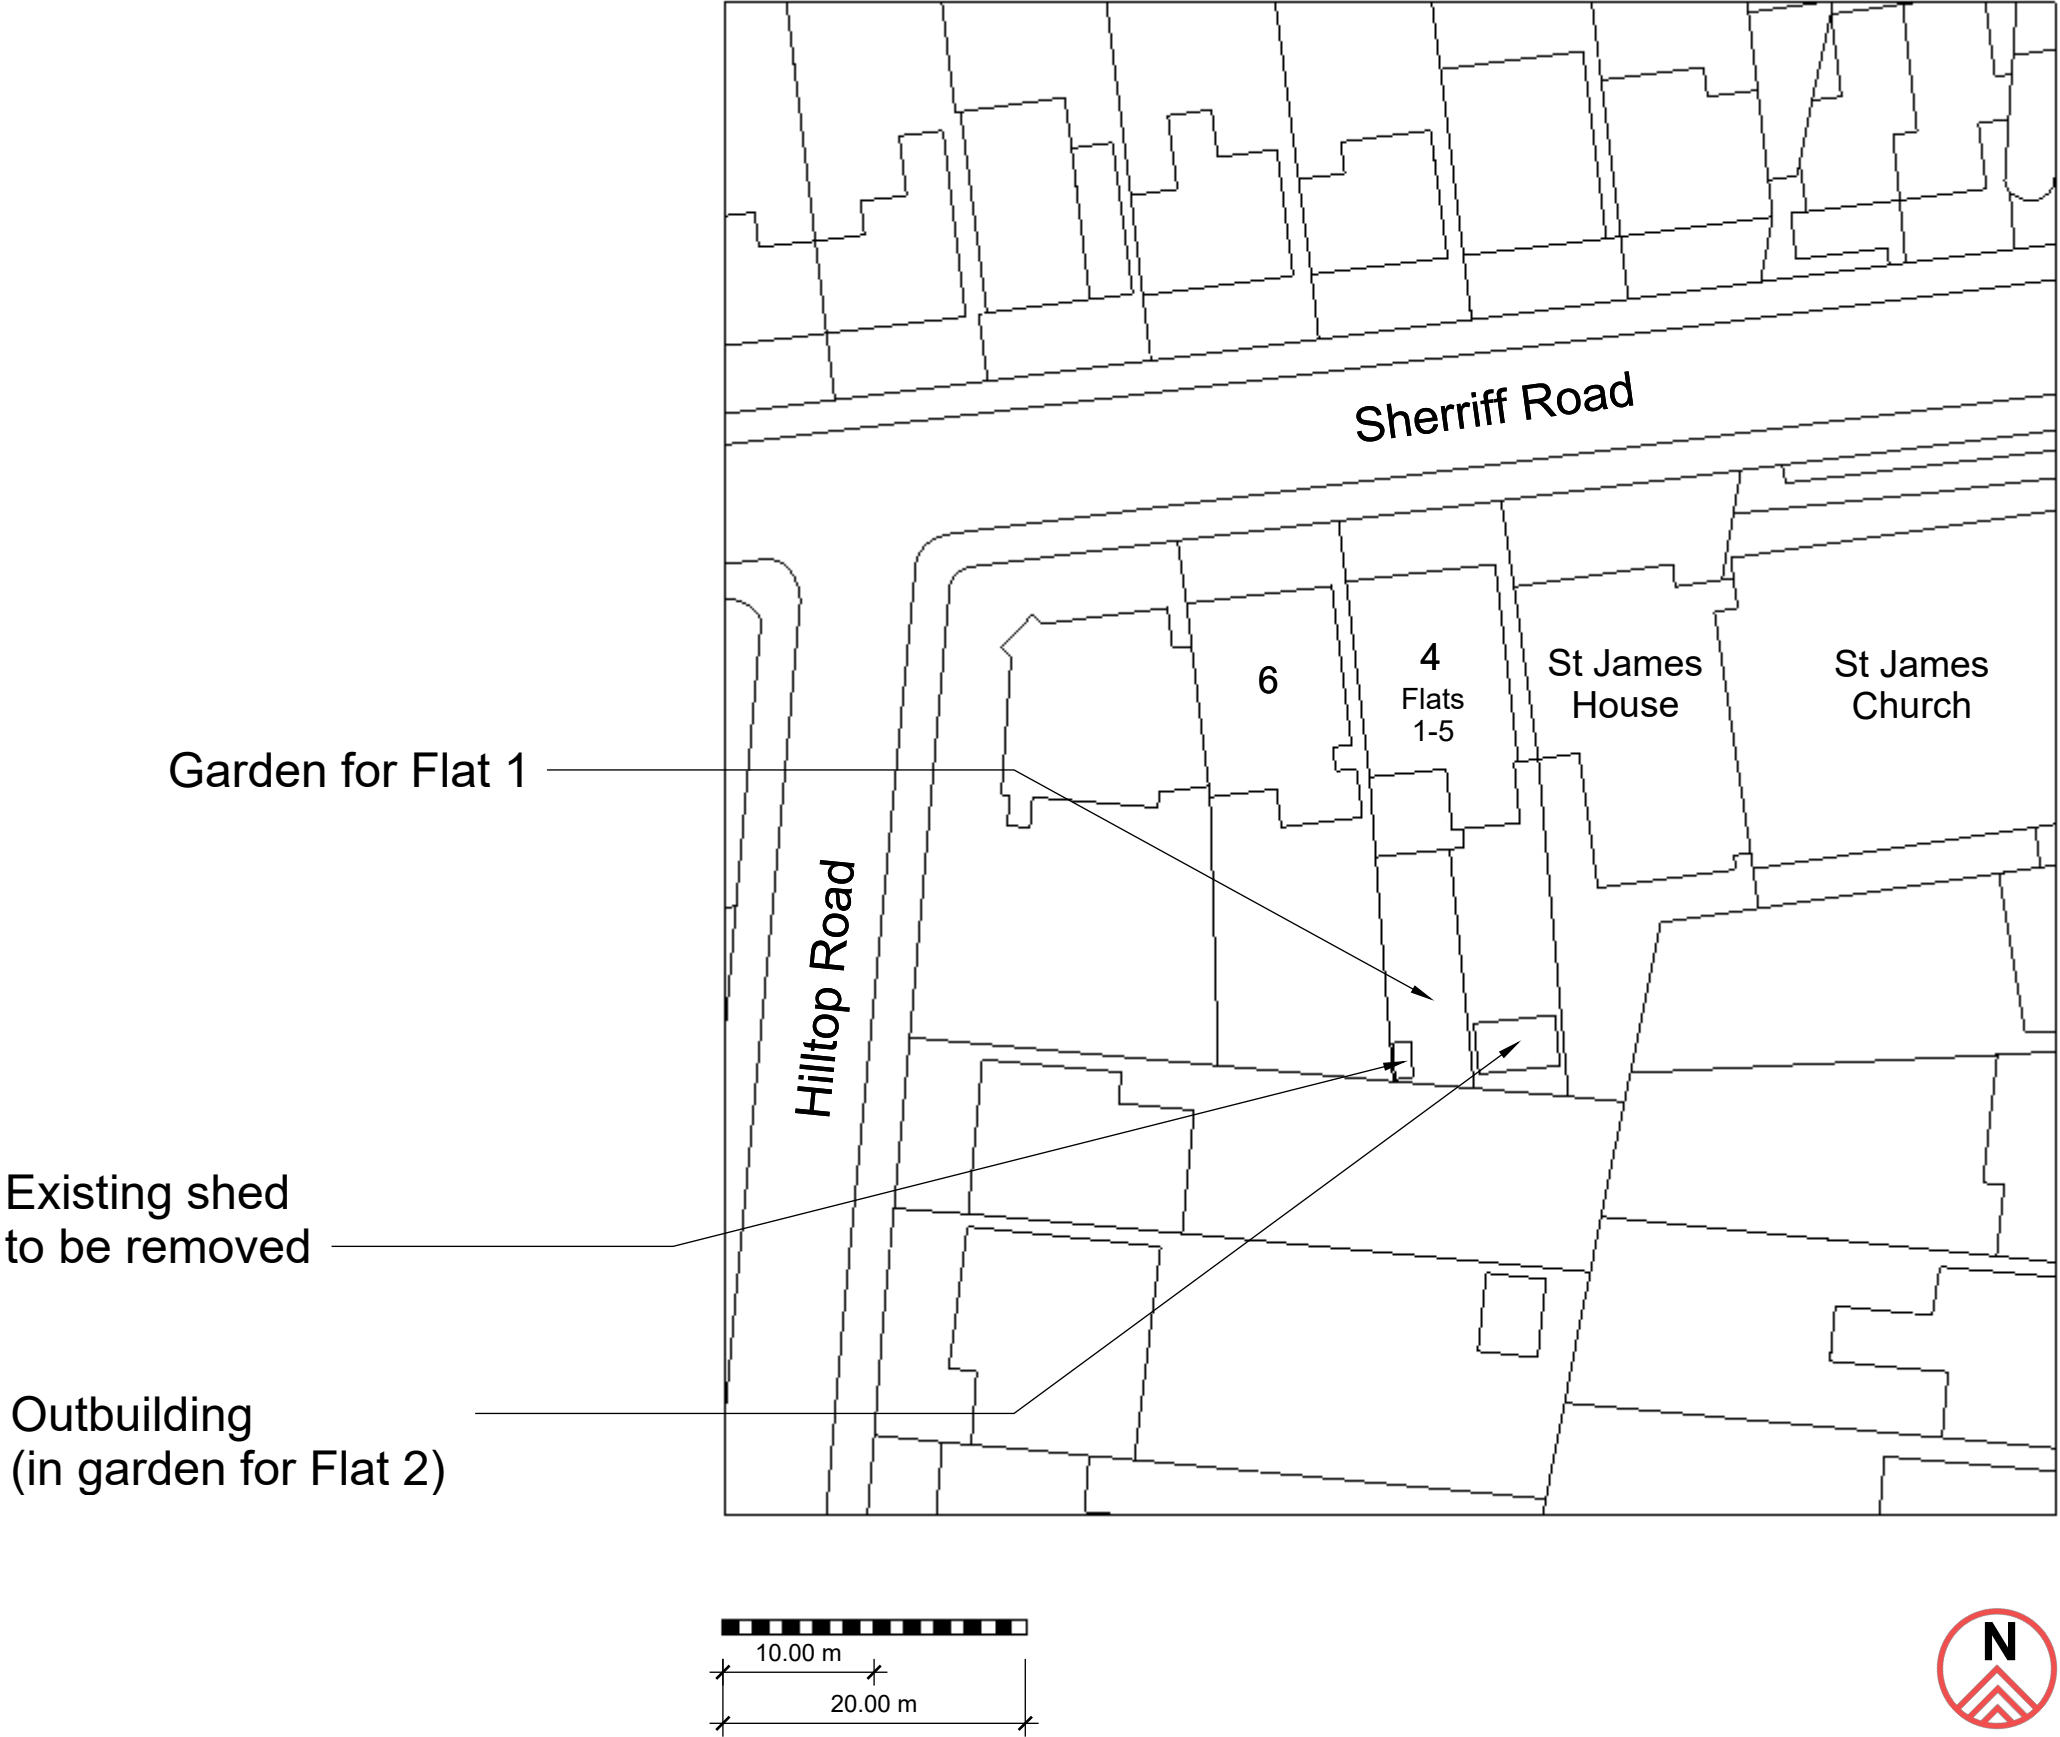 Sherriff Road
4
Flats
1-5
6
St James
House
St James
Church
Garden for Flat 1
Hilltop Road
Existing shed
to be removed
Outbuilding
(in garden for Flat 2)
10.00 m
20.00 m
N